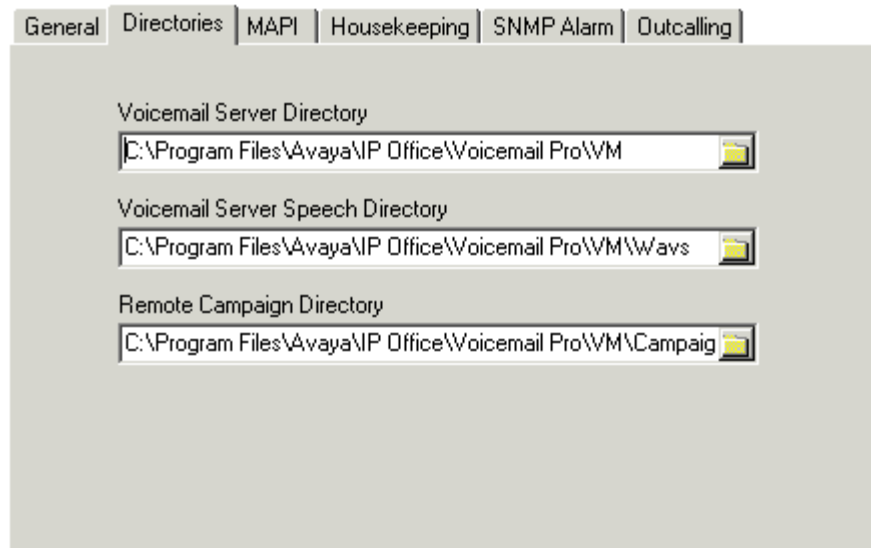 General Directories MAPI Housekeeping SNMP Alarm Outcalling
Voicemail Server Directory
C:\Program Files\Avaya\IP Office\Voicemail Pro\VM
Voicemail Server Speech Directory
C:\Program Files\Avaya\IP Office\Voicemail Pro\VM\Wavs
Remote Campaign Directory
C:\Program Files\Avaya\IP Office\Voicemail Pro\VM\Campaig